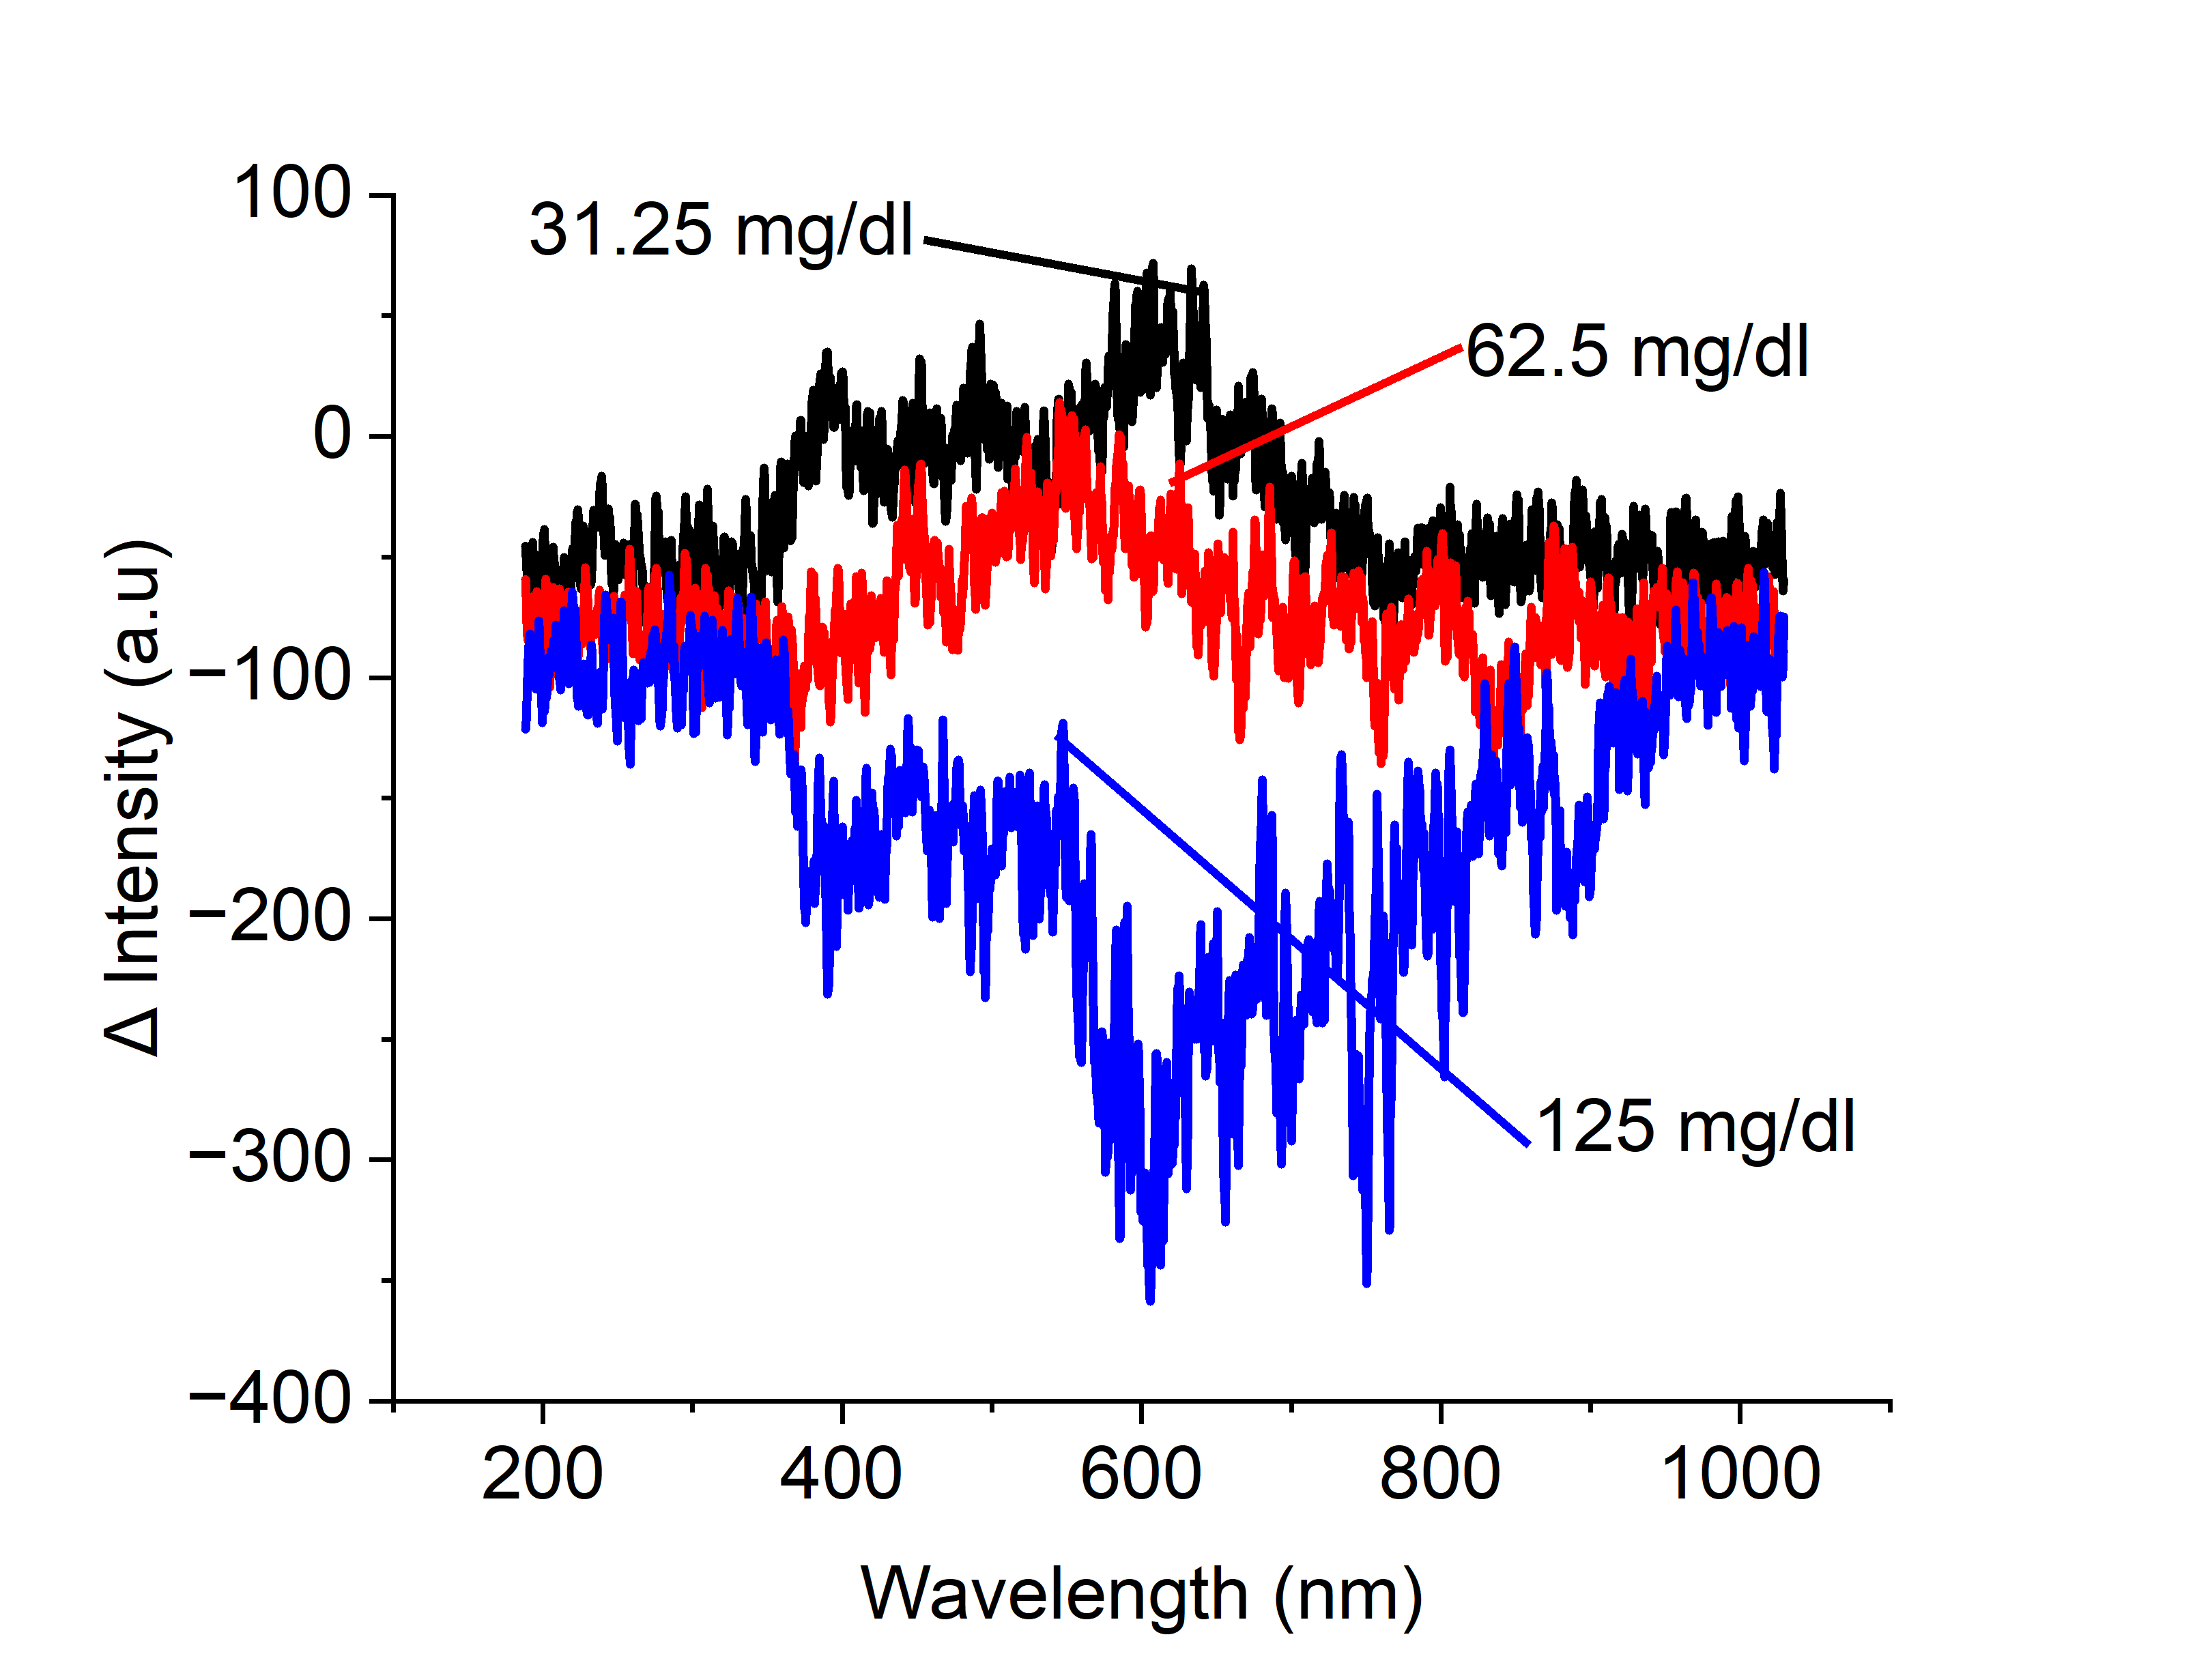 100
31.25 mg/dl
62.5 mg/dl
0
−100
−200
−300
125 mg/dl
−400
200 400 600 800 1000
Δ Intensity (a.u)
Wavelength (nm)